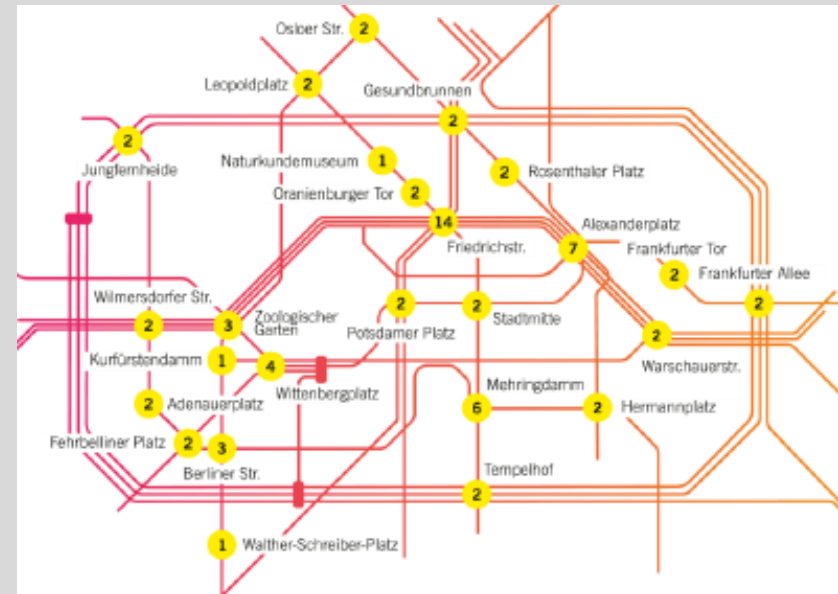 Osloer Str.
2
Leopoldplatz
2
Gesundbrunnen
2
2
Jungfernheide
Naturkundemuseum
1
2
Rosenthaler Platz
Oranienburger Tor
2
14
Friedrichstr.
Alexanderplatz
7
Frankfurter Tor
2
Frankfurter Allee
2
Wilmersdorfer Str.
2
3
Zoologischer
Garten
2
Potsdamer Platz
2
Stadtmitte
2
Warschauerstr.
Kurfürstendamm
1
4
Wittenbergplatz
2
Adenauerplatz
Mehringdamm
6
2
Hermannplatz
Fehrbelliner Platz
2
3
Berliner Str.
Tempelhof
2
1
Walther-Schreiber-Platz